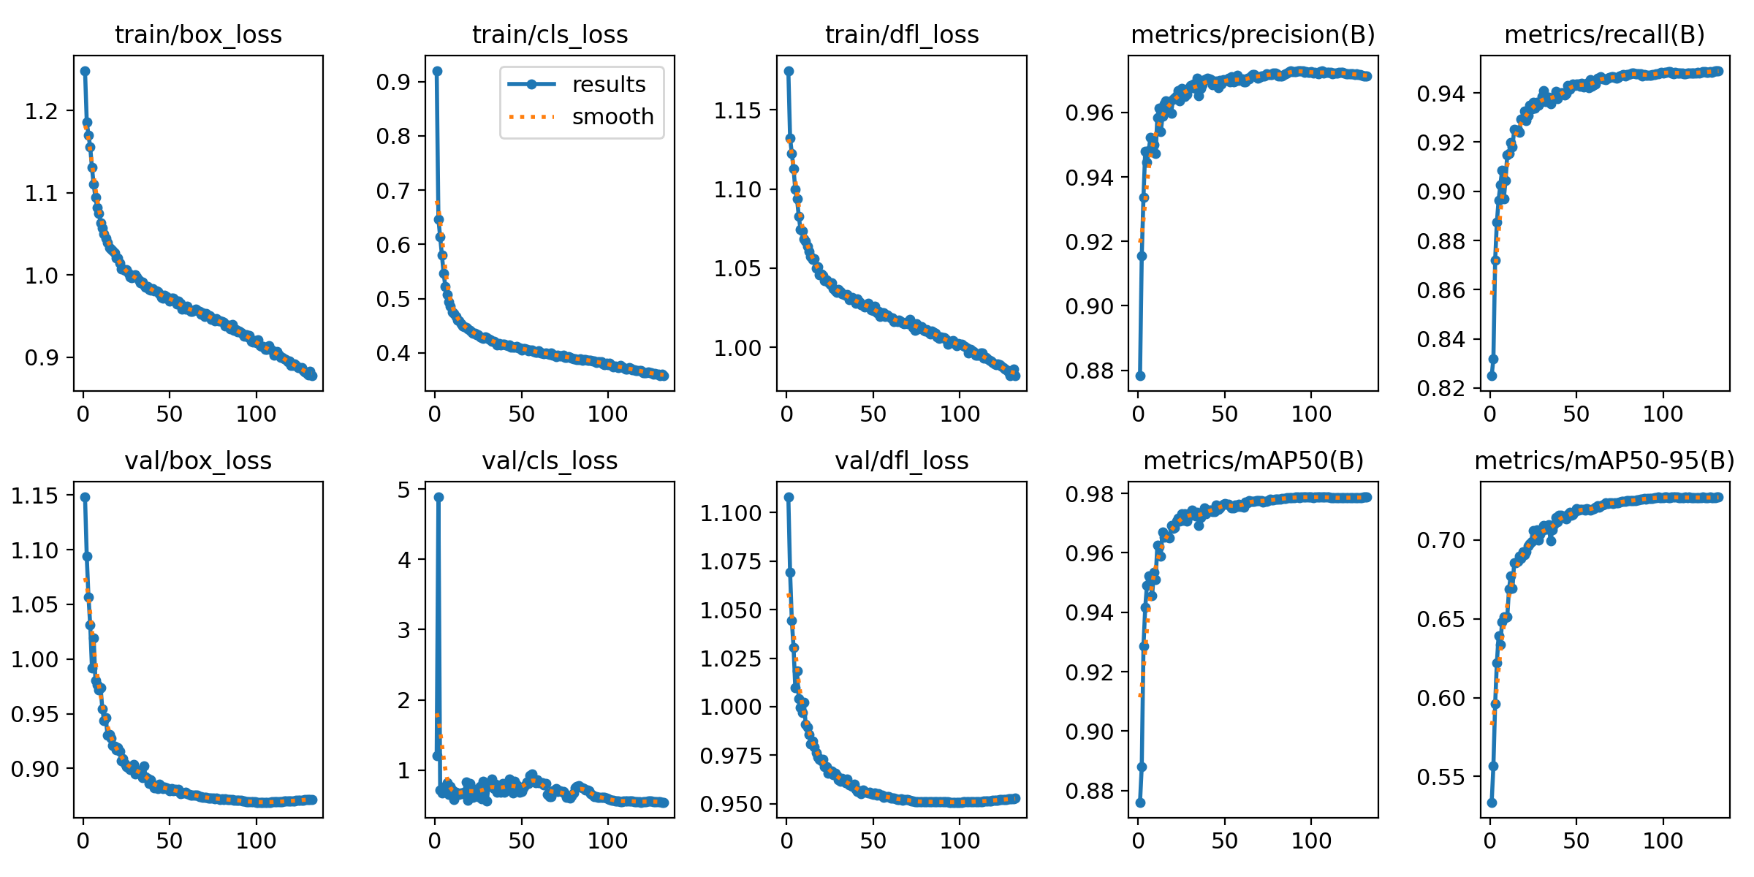 train/box_loss
train/cls_loss
train/dfl_loss
metrics/precision(B)
metrics/recall(B)
1.2
1.1
1.0
0.9
0 50 100
0.9
0.8
0.7
0.6
0.5
0.4
0 50 100
results
smooth
1.15
1.10
1.05
1.00
0 50 100
0.96
0.94
0.92
0.90
0.88
0 50 100
0.94
0.92
0.90
0.88
0.86
0.84
0.82
0 50 100
val/box_loss
val/cls_loss
val/dfl_loss
metrics/mAP50(B)
metrics/mAP50-95(B)
1.15
1.10
1.05
1.00
0.95
0.90
0 50 100
5
4
3
2
1
0 50 100
1.100
1.075
1.050
1.025
1.000
0.975
0.950
0 50 100
0.98
0.96
0.94
0.92
0.90
0.88
0 50 100
0.70
0.65
0.60
0.55
0 50 100